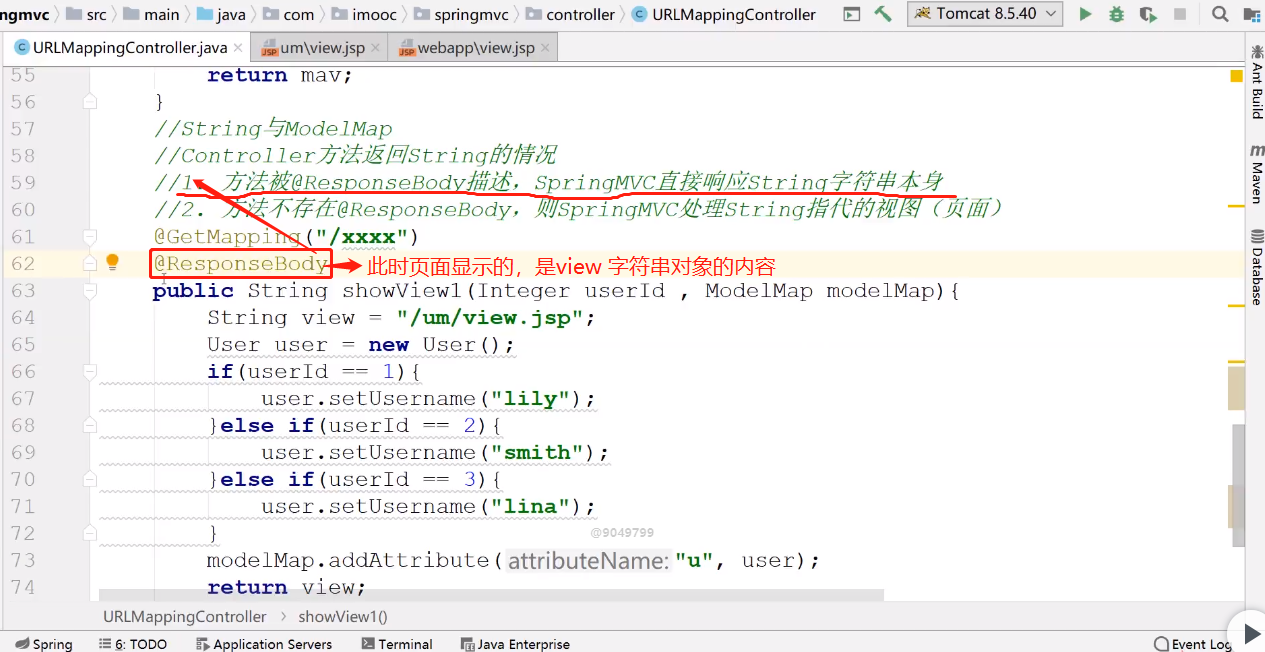 ngmvc src main java com imooc springmvc controller URLMappingController Tomcat 8.5.40
URLMappingController.java um\view.jsp webapp\view.jsp
55 return mav;
56 }
57 //String与ModelMap
58 //Controller方法返回String的情况
59 //1. 方法被@ResponseBody描述，SpringMVC直接响应String字符串本身
60 //2. 方法不存在@ResponseBody，则SpringMVC处理String指代的视图（页面）
61 @GetMapping("/xxxx")
62 @ResponseBody 此时页面显示的，是view 字符串对象的内容
63 public String showView1(Integer userId , ModelMap modelMap){
64 String view = "/um/view.jsp";
65 User user = new User();
66 if(userId == 1){
67 user.setUsername("lily");
68 }else if(userId == 2){
69 user.setUsername("smith");
70 }else if(userId == 3){
71 user.setUsername("lina");
72 }
@9049799
73 modelMap.addAttribute( attributeName: "u", user);
74 return view;
URLMappingController showView1()
Spring 6: TODO Application Servers Terminal Java Enterprise Event Log
Ant Build
Maven
Database